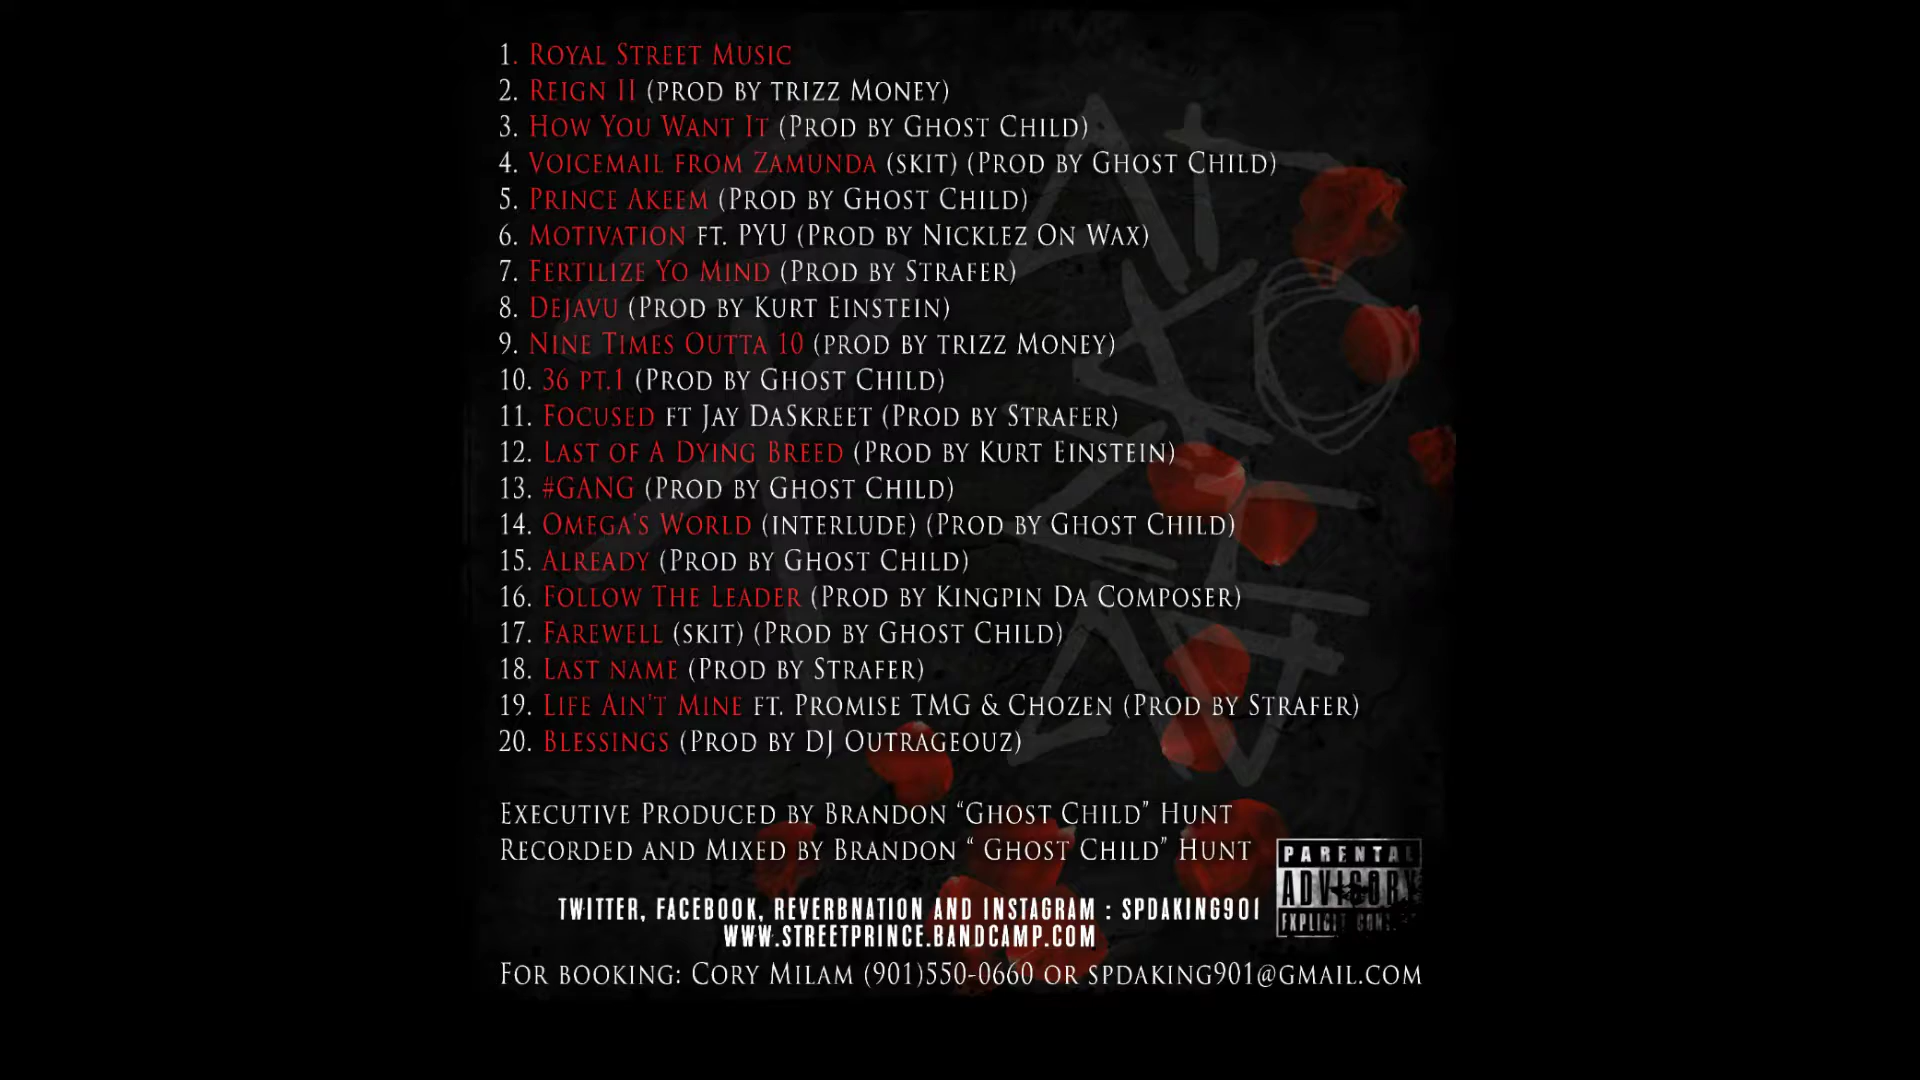 1. Royal Street Music
2. Reign II (prod by trizz Money)
3. How You Want It (Prod by Ghost Child)
4. Voicemail from Zamunda (skit) (Prod by Ghost Child)
5. Prince Akeem (Prod by Ghost Child)
6. Motivation ft. PYU (Prod by Nicklez On Wax)
7. Fertilize Yo Mind (Prod by Strafer)
8. Dejavu (Prod by Kurt Einstein)
9. Nine Times Outta 10 (prod by trizz Money)
10. 36 pt.1 (Prod by Ghost Child)
11. Focused ft Jay DaSkreet (Prod by Strafer)
12. Last of A Dying Breed (Prod by Kurt Einstein)
13. #GANG (Prod by Ghost Child)
14. Omega's World (interlude) (Prod by Ghost Child)
15. Already (Prod by Ghost Child)
16. Follow The Leader (Prod by Kingpin Da Composer)
17. Farewell (skit) (Prod by Ghost Child)
18. Last name (Prod by Strafer)
19. Life Ain't Mine ft. Promise TMG & Chozen (Prod by Strafer)
20. Blessings (Prod by DJ Outrageouz)
Executive Produced by Brandon “Ghost Child” Hunt
Recorded and Mixed by Brandon “ Ghost Child” Hunt
PARENTAL
ADVISORY
EXPLICIT
TWITTER, FACEBOOK, REVERBNATION AND INSTAGRAM : SPDAKING901
WWW.STREETPRINCE.BANDCAMP.COM
For booking: Cory Milam (901)550-0660 or spdaking901@gmail.com